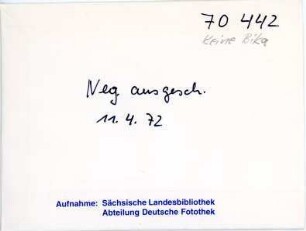 70 442
keine Bika
Neg ausgesch.
11. 4. 72
Aufnahme: Sächsische Landesbibliothek
Abteilung Deutsche Fotothek